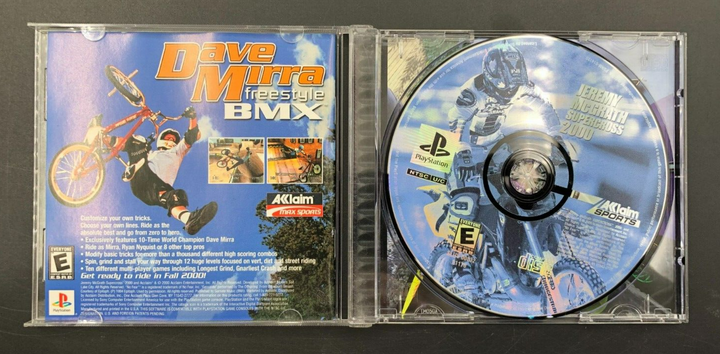 Dave
Mirra
freestyle
BMX
AKklaim
MAX SPORTS
Customize your own tricks.
Choose your own lines. Ride as the
absolute best and go from zero to hero.
• Exclusively features 10-Time World Champion Dave Mirra
• Ride as Mirra, Ryan Nyquist or 8 other top pros
• Modify basic tricks for more than a thousand different high scoring combos
• Spin, grind and stall your way through 12 huge levels focused on vert, dirt and street riding
• Ten different multi-player games including Longest Grind, Gnarliest Crash and more
Get ready to ride in Fall 2000!
EVERYONE
E
ESRB
PlayStation
JEREMY
McGRATH
SUPERCROSS
2000
PlayStation
NTSC U/C
AKklaim
SPORTS
EVERYONE
E